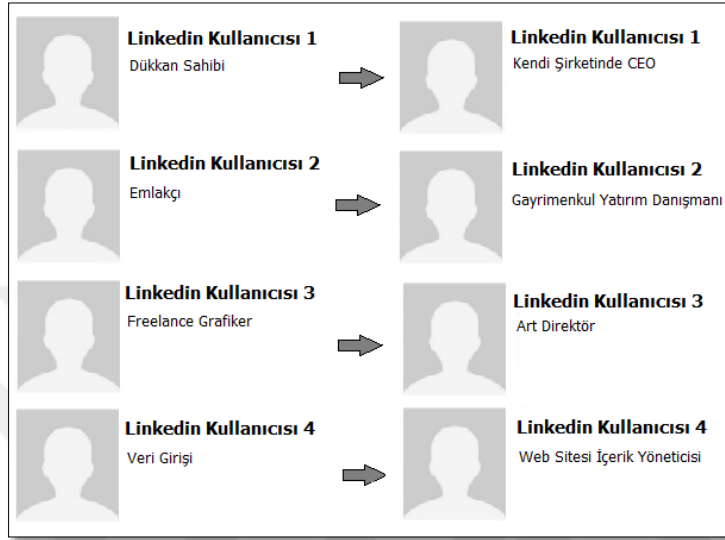 Linkedin Kullanıcısı 1
Dükkan Sahibi
Linkedin Kullanıcısı 1
Kendi Şirketinde CEO
Linkedin Kullanıcısı 2
Emlakçı
Linkedin Kullanıcısı 2
Gayrimenkul Yatırım Danışmanı
Linkedin Kullanıcısı 3
Freelance Grafiker
Linkedin Kullanıcısı 3
Art Direktör
Linkedin Kullanıcısı 4
Veri Girişi
Linkedin Kullanıcısı 4
Web Sitesi İçerik Yöneticisi